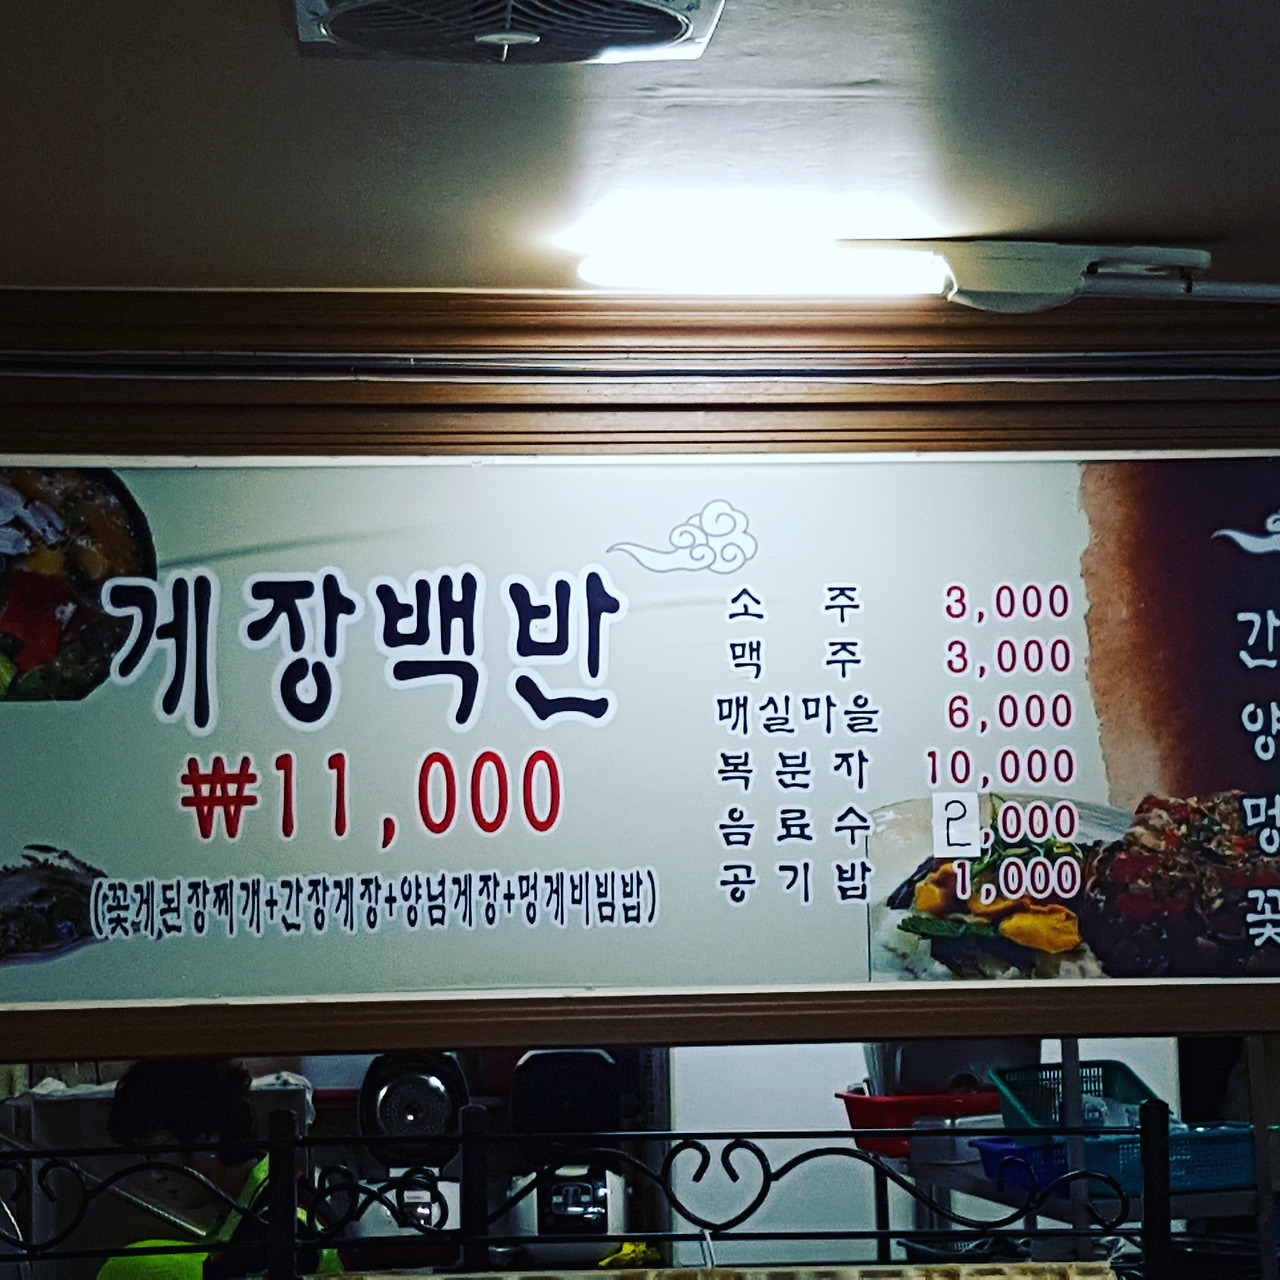 게장백반
₩11,000
(꽃게된장찌개+간장게장+양념게장+멍게비빔밥)
소주 3,000
맥주 3,000
매실마을 6,000
복분자 10,000
음료수 2,000
공기밥 1,000
간
양
멍
꽃